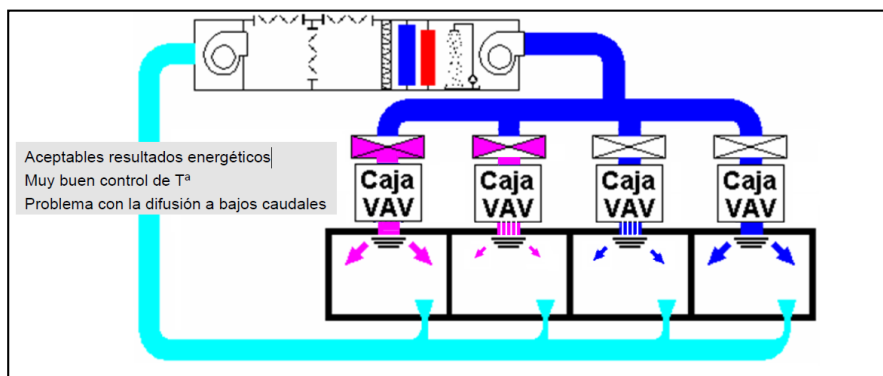 Aceptables resultados energéticos
Muy buen control de Tª
Problema con la difusión a bajos caudales
Caja
VAV
Caja
VAV
Caja
VAV
Caja
VAV